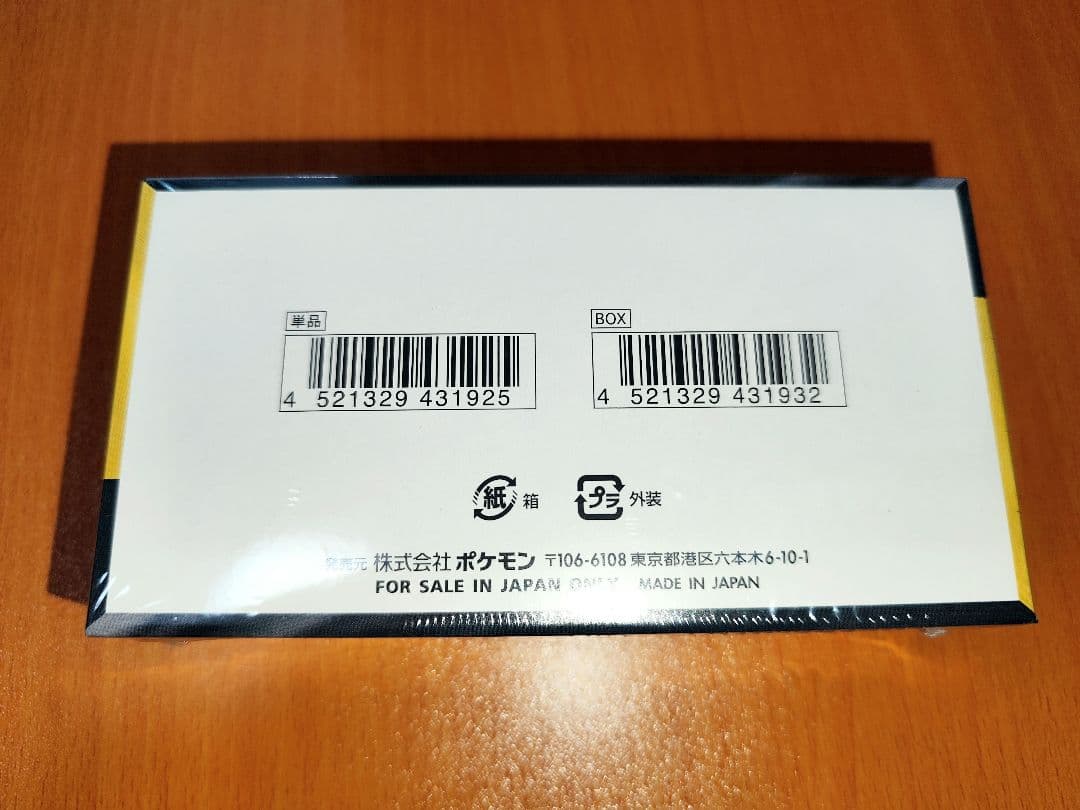 単品
BOX
4 521329 431925
4 521329 431932
紙 箱
プラ 外装
発売元 株式会社 ポケモン 〒106-6108 東京都港区六本木6-10-1
FOR SALE IN JAPAN ONLY MADE IN JAPAN